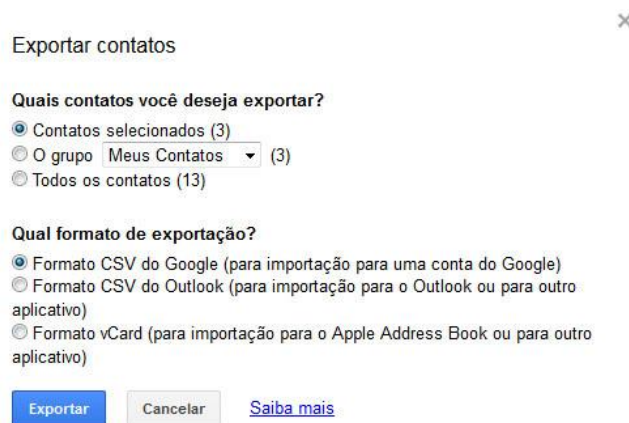 Exportar contatos
Quais contatos você deseja exportar?
Contatos selecionados (3)
O grupo Meus Contatos (3)
Todos os contatos (13)
Qual formato de exportação?
Formato CSV do Google (para importação para uma conta do Google)
Formato CSV do Outlook (para importação para o Outlook ou para outro
aplicativo)
Formato vCard (para importação para o Apple Address Book ou para outro
aplicativo)
Exportar Cancelar Saiba mais